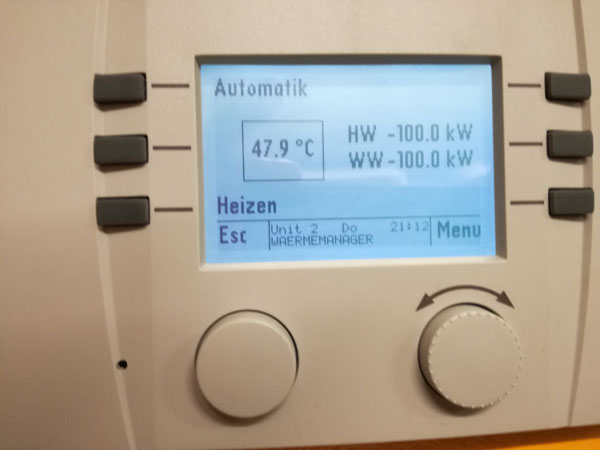 Automatik
47.9 °C
HW -100.0 kW
WW -100.0 kW
Heizen
Esc
Unit 2 Do 21:12
WAERMEMANAGER
Menu